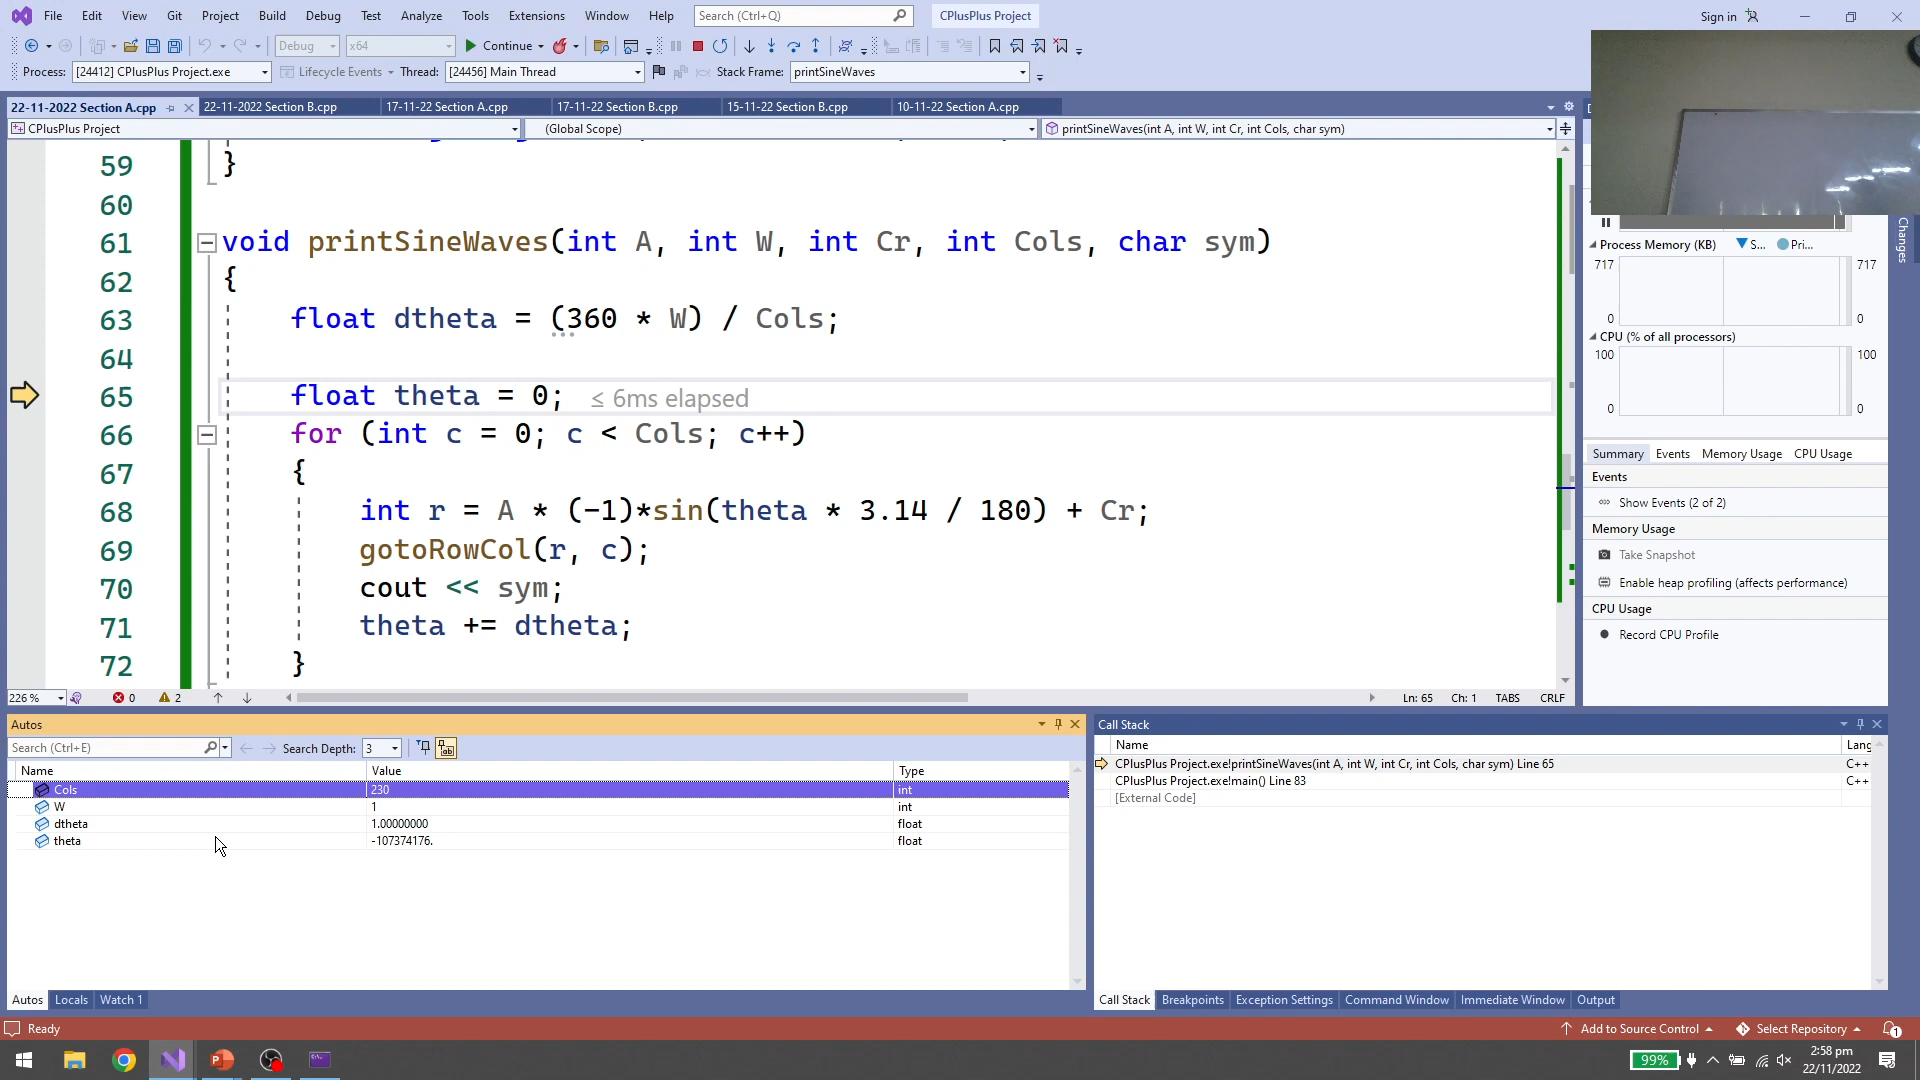 File Edit View Git Project Build Debug Test Analyze Tools Extensions Window Help Search (Ctrl+Q) CPlusPlus Project Sign in
Debug x64 Continue
Process: [24412] CPlusPlus Project.exe Lifecycle Events Thread: [24456] Main Thread Stack Frame: printSineWaves
22-11-2022 Section A.cpp 22-11-2022 Section B.cpp 17-11-22 Section A.cpp 17-11-22 Section B.cpp 15-11-22 Section B.cpp 10-11-22 Section A.cpp
CPlusPlus Project (Global Scope) printSineWaves(int A, int W, int Cr, int Cols, char sym)
59 }
60
61 void printSineWaves(int A, int W, int Cr, int Cols, char sym)
62 {
63 float dtheta = (360 * W) / Cols;
64
65 float theta = 0; ≤ 6ms elapsed
66 for (int c = 0; c < Cols; c++)
67 {
68 int r = A * (-1)*sin(theta * 3.14 / 180) + Cr;
69 gotoRowCol(r, c);
70 cout << sym;
71 theta += dtheta;
72 }
226 % 0 2 Ln: 65 Ch: 1 TABS CRLF
Process Memory (KB) S... Pri...
717 717
0 0
CPU (% of all processors)
100 100
0 0
Summary Events Memory Usage CPU Usage
Events
Show Events (2 of 2)
Memory Usage
Take Snapshot
Enable heap profiling (affects performance)
CPU Usage
Record CPU Profile
Changes
Autos
Search (Ctrl+E) Search Depth: 3
Name Value Type
Cols 230 int
W 1 int
dtheta 1.00000000 float
theta -107374176. float
Autos Locals Watch 1
Call Stack
Name Lang
CPlusPlus Project.exe!printSineWaves(int A, int W, int Cr, int Cols, char sym) Line 65 C++
CPlusPlus Project.exe!main() Line 83 C++
[External Code]
Call Stack Breakpoints Exception Settings Command Window Immediate Window Output
Ready Add to Source Control Select Repository 1
99% 2:58 pm
22/11/2022